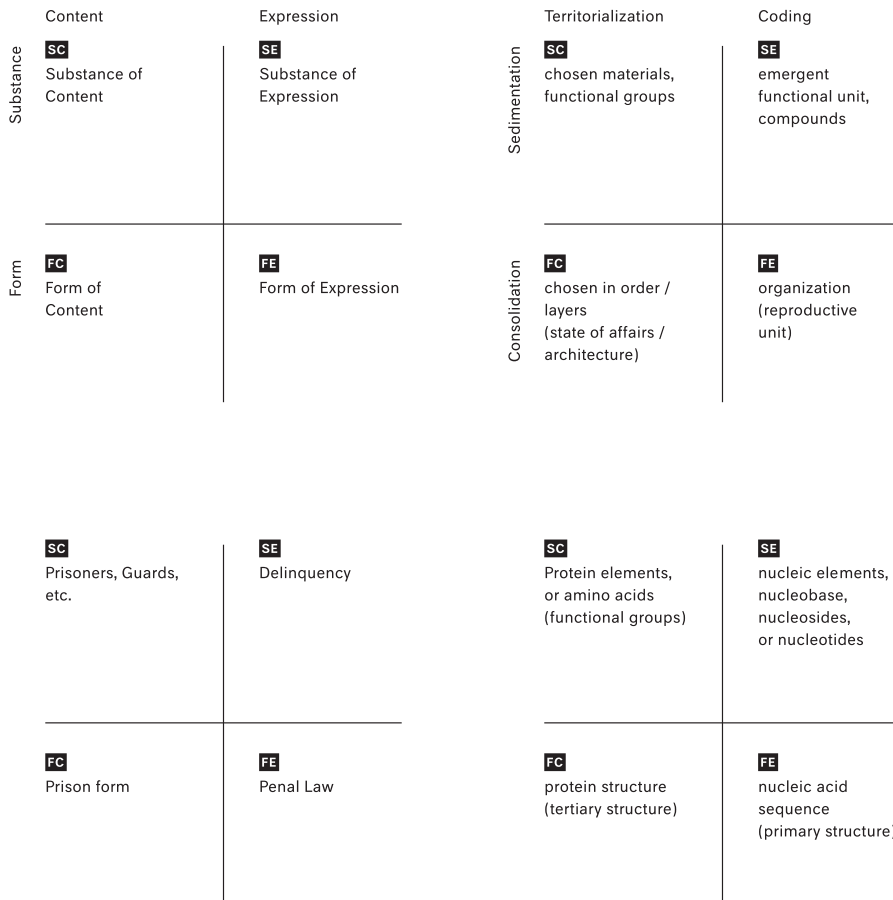 Content
Expression
Substance
SC
Substance of
Content
SE
Substance of
Expression
Form
FC
Form of
Content
FE
Form of Expression
Territorialization
Coding
Sedimentation
SC
chosen materials,
functional groups
SE
emergent
functional unit,
compounds
Consolidation
FC
chosen in order /
layers
(state of affairs /
architecture)
FE
organization
(reproductive
unit)
SC
Prisoners, Guards,
etc.
SE
Delinquency
FC
Prison form
FE
Penal Law
SC
Protein elements,
or amino acids
(functional groups)
SE
nucleic elements,
nucleobase,
nucleosides,
or nucleotides
FC
protein structure
(tertiary structure)
FE
nucleic acid
sequence
(primary structure)